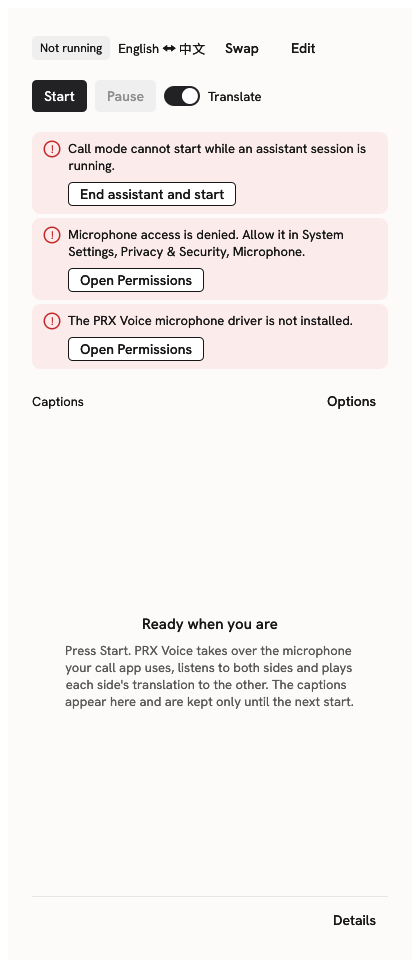 Not running English ⬌ 中文 Swap Edit
Start Pause Translate
Call mode cannot start while an assistant session is
running.
End assistant and start
Microphone access is denied. Allow it in System
Settings, Privacy & Security, Microphone.
Open Permissions
The PRX Voice microphone driver is not installed.
Open Permissions
Captions Options
Ready when you are
Press Start. PRX Voice takes over the microphone
your call app uses, listens to both sides and plays
each side's translation to the other. The captions
appear here and are kept only until the next start.
Details